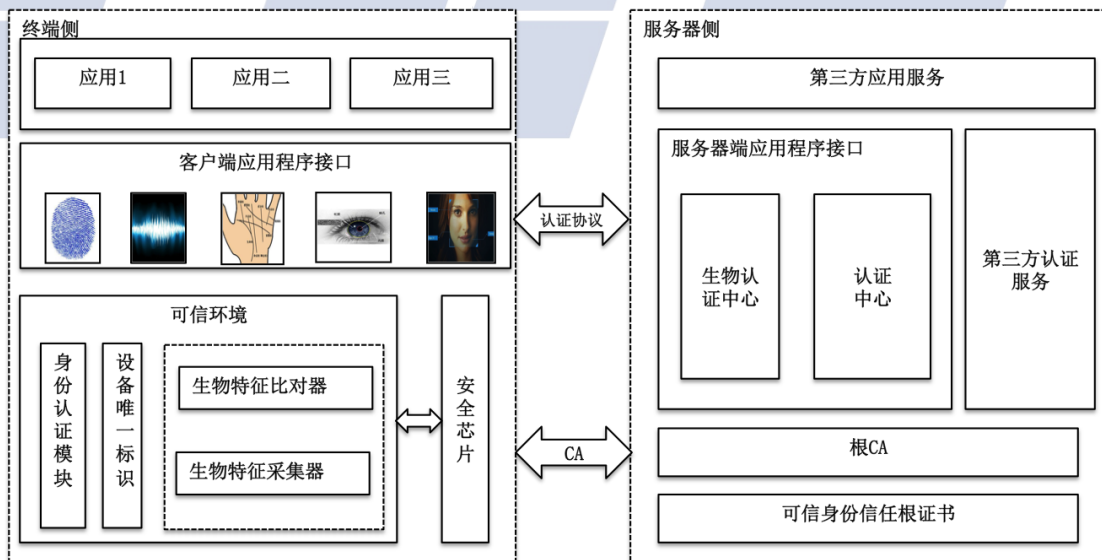 终端侧
应用1
应用二
应用三
客户端应用程序接口
可信环境
身份认证模块
设备唯一标识
生物特征比对器
生物特征采集器
安全芯片
认证协议
CA
服务器侧
第三方应用服务
服务器端应用程序接口
生物认
证中心
认证
中心
第三方认证
服务
根CA
可信身份信任根证书